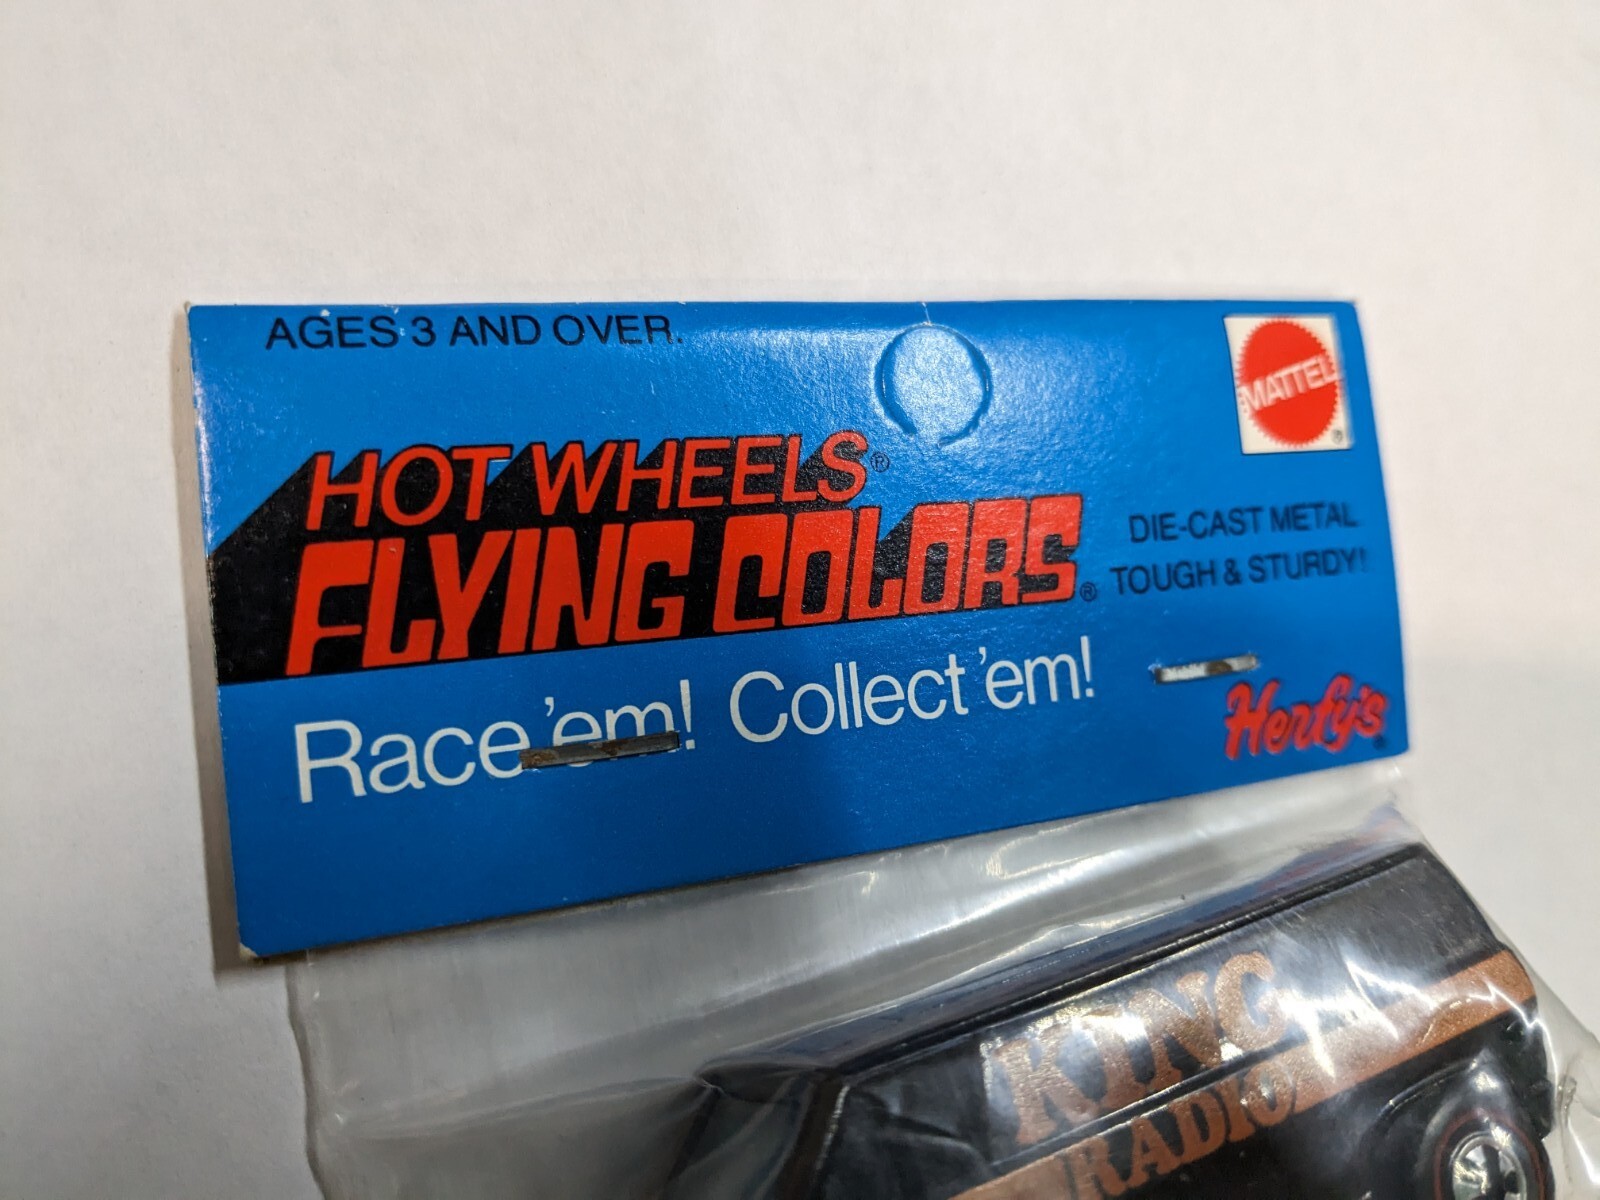 AGES 3 AND OVER.
MATTEL
®
HOT WHEELS®
FLYING COLORS®
DIE-CAST METAL
TOUGH & STURDY!
Race 'em! Collect 'em!
Herfy's®
KING
RADIO